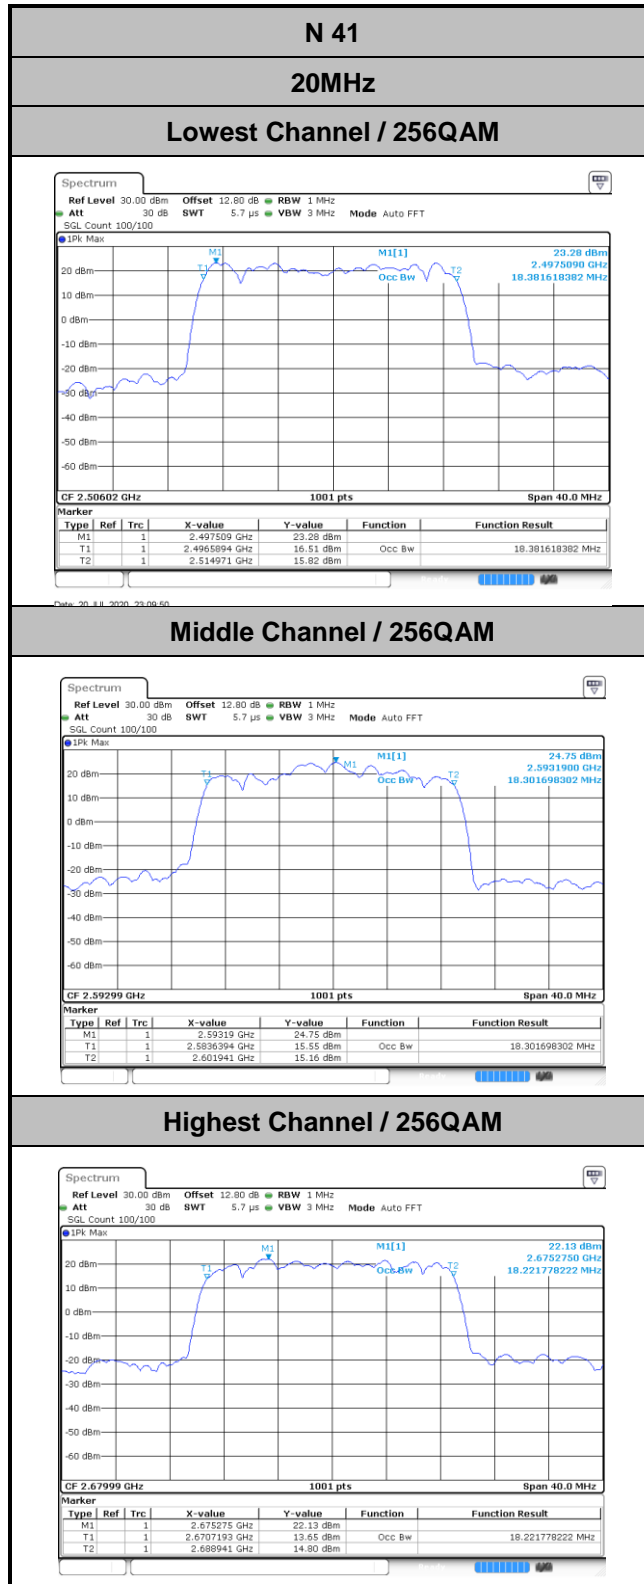 N 41
20MHz
Lowest Channel / 256QAM
Spectrum
Ref Level 30.00 dBm Offset 12.80 dB RBW 1 MHz
Att 30 dB SWT 5.7 µs VBW 3 MHz Mode Auto FFT
SGL Count 100/100
1Pk Max
M1[1] 23.28 dBm
2.4975090 GHz
Occ Bw 18.381618382 MHz
M1
T1
T2
20 dBm
10 dBm
0 dBm
-10 dBm
-20 dBm
-30 dBm
-40 dBm
-50 dBm
-60 dBm
CF 2.50602 GHz 1001 pts Span 40.0 MHz
Marker
Type Ref Trc X-value Y-value Function Function Result
M1 1 2.497509 GHz 23.28 dBm
T1 1 2.4965894 GHz 16.51 dBm Occ Bw 18.381618382 MHz
T2 1 2.514971 GHz 15.82 dBm
Date: 20.JUL.2020 23:09:50
Middle Channel / 256QAM
Spectrum
Ref Level 30.00 dBm Offset 12.80 dB RBW 1 MHz
Att 30 dB SWT 5.7 µs VBW 3 MHz Mode Auto FFT
SGL Count 100/100
1Pk Max
M1[1] 24.75 dBm
2.5931900 GHz
Occ Bw 18.301698302 MHz
M1
T1
T2
20 dBm
10 dBm
0 dBm
-10 dBm
-20 dBm
-30 dBm
-40 dBm
-50 dBm
-60 dBm
CF 2.59299 GHz 1001 pts Span 40.0 MHz
Marker
Type Ref Trc X-value Y-value Function Function Result
M1 1 2.59319 GHz 24.75 dBm
T1 1 2.5836394 GHz 15.55 dBm Occ Bw 18.301698302 MHz
T2 1 2.601941 GHz 15.16 dBm
Highest Channel / 256QAM
Spectrum
Ref Level 30.00 dBm Offset 12.80 dB RBW 1 MHz
Att 30 dB SWT 5.7 µs VBW 3 MHz Mode Auto FFT
SGL Count 100/100
1Pk Max
M1[1] 22.13 dBm
2.6752750 GHz
Occ Bw 18.221778222 MHz
M1
T1
T2
20 dBm
10 dBm
0 dBm
-10 dBm
-20 dBm
-30 dBm
-40 dBm
-50 dBm
-60 dBm
CF 2.67999 GHz 1001 pts Span 40.0 MHz
Marker
Type Ref Trc X-value Y-value Function Function Result
M1 1 2.675275 GHz 22.13 dBm
T1 1 2.6707193 GHz 13.65 dBm Occ Bw 18.221778222 MHz
T2 1 2.688941 GHz 14.80 dBm